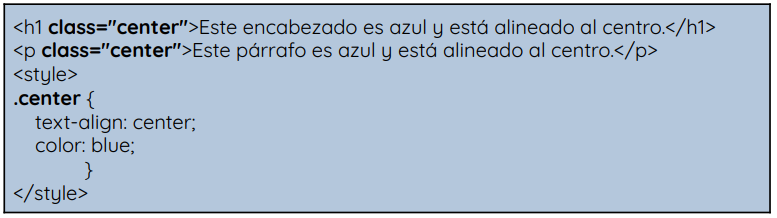 <h1 class="center">Este encabezado es azul y está alineado al centro.</h1>
<p class="center">Este párrafo es azul y está alineado al centro.</p>
<style>
.center {
text-align: center;
color: blue;
}
</style>